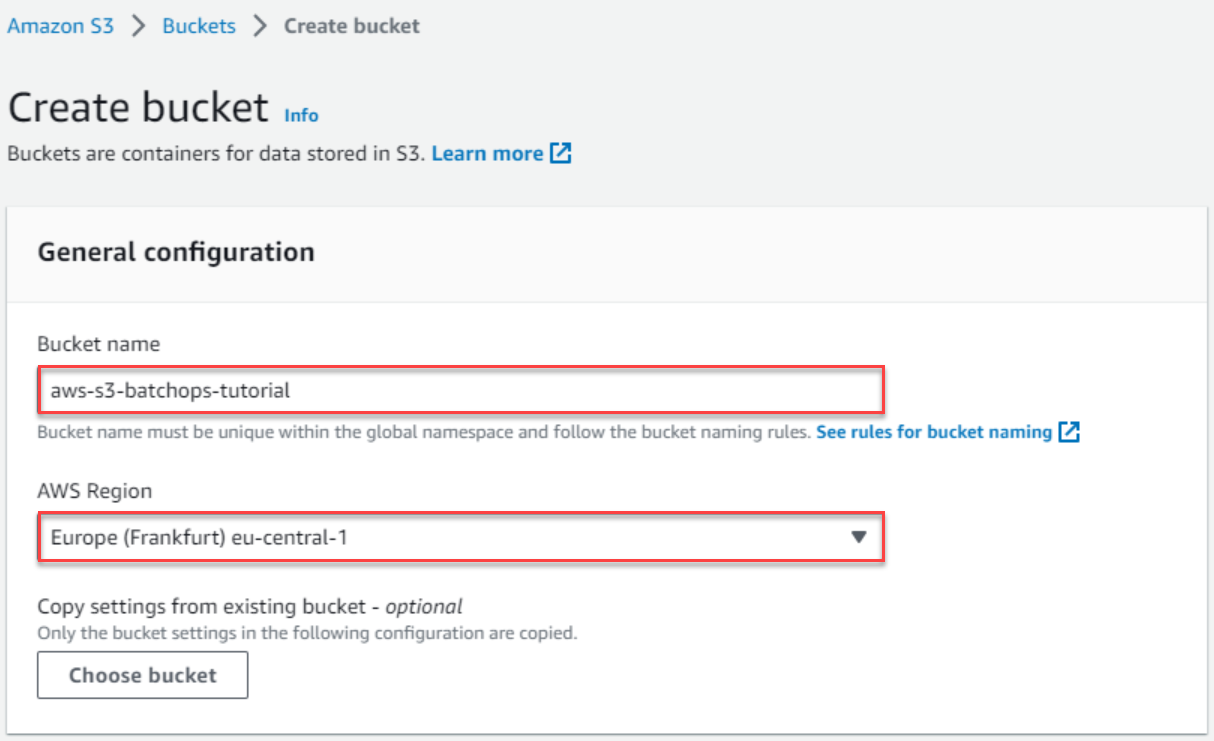 Amazon S3 > Buckets > Create bucket
Create bucket Info
Buckets are containers for data stored in S3. Learn more
General configuration
Bucket name
aws-s3-batchops-tutorial
Bucket name must be unique within the global namespace and follow the bucket naming rules. See rules for bucket naming
AWS Region
Europe (Frankfurt) eu-central-1
Copy settings from existing bucket - optional
Only the bucket settings in the following configuration are copied.
Choose bucket